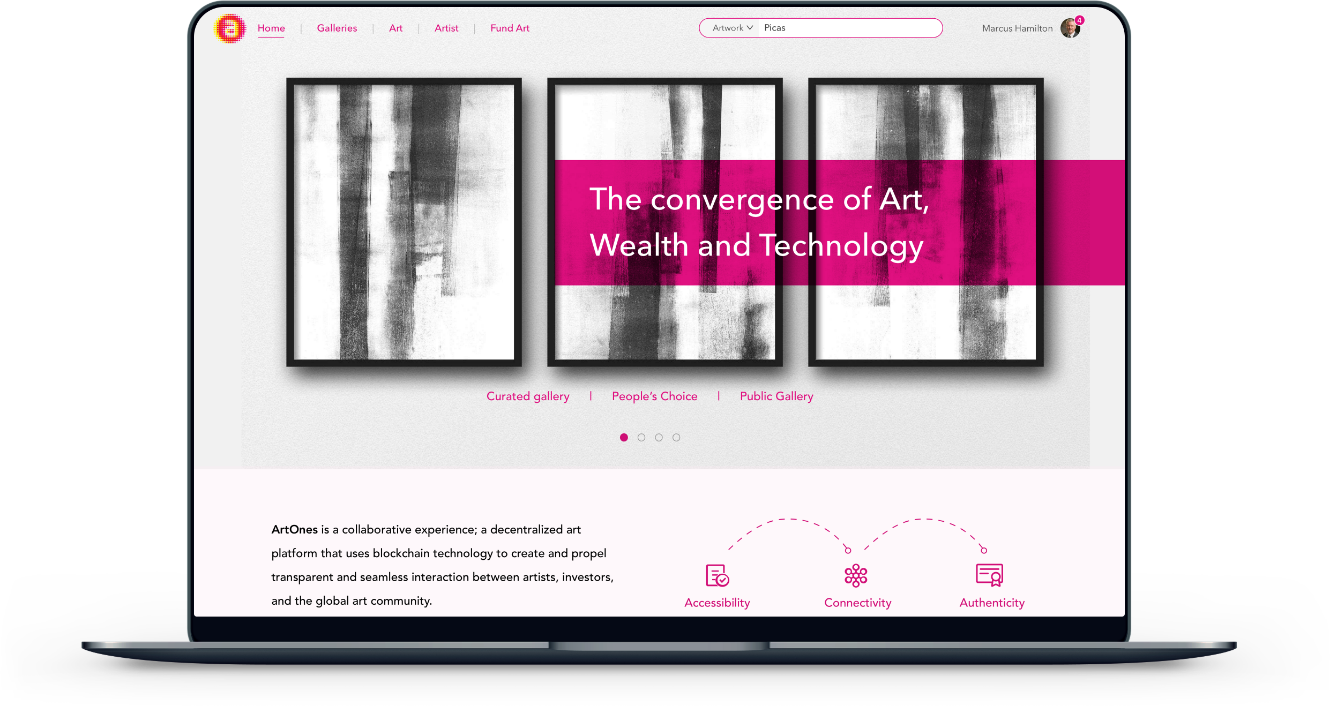 a
Home | Galleries | Art | Artist | Fund Art
Artwork Picas
Marcus Hamilton
4
The convergence of Art,
Wealth and Technology
Curated gallery | People's Choice | Public Gallery
ArtOnes is a collaborative experience; a decentralized art
platform that uses blockchain technology to create and propel
transparent and seamless interaction between artists, investors,
and the global art community.
Accessibility
Connectivity
Authenticity